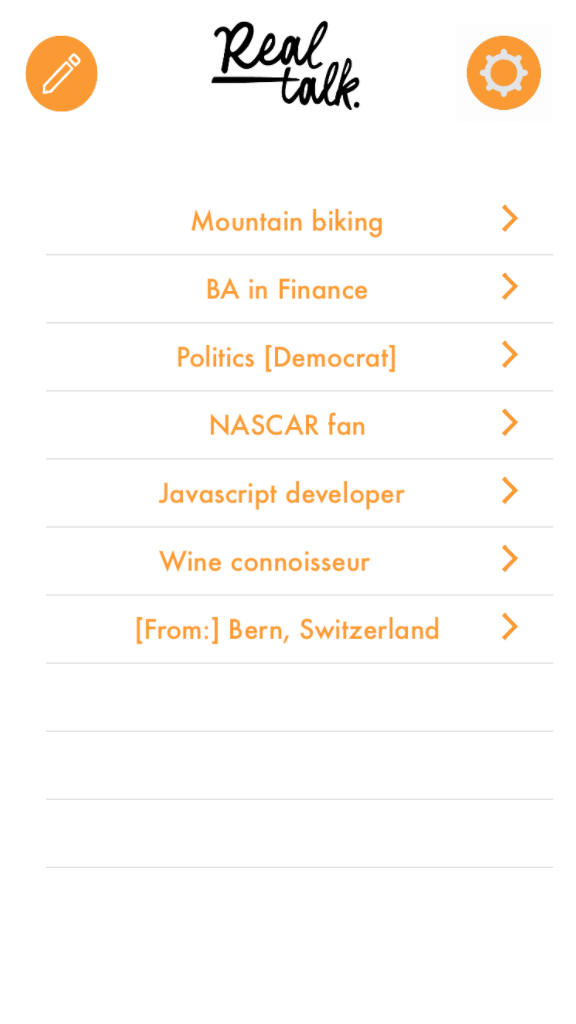 Real
talk.
Mountain biking
BA in Finance
Politics [Democrat]
NASCAR fan
Javascript developer
Wine connoisseur
[From:] Bern, Switzerland